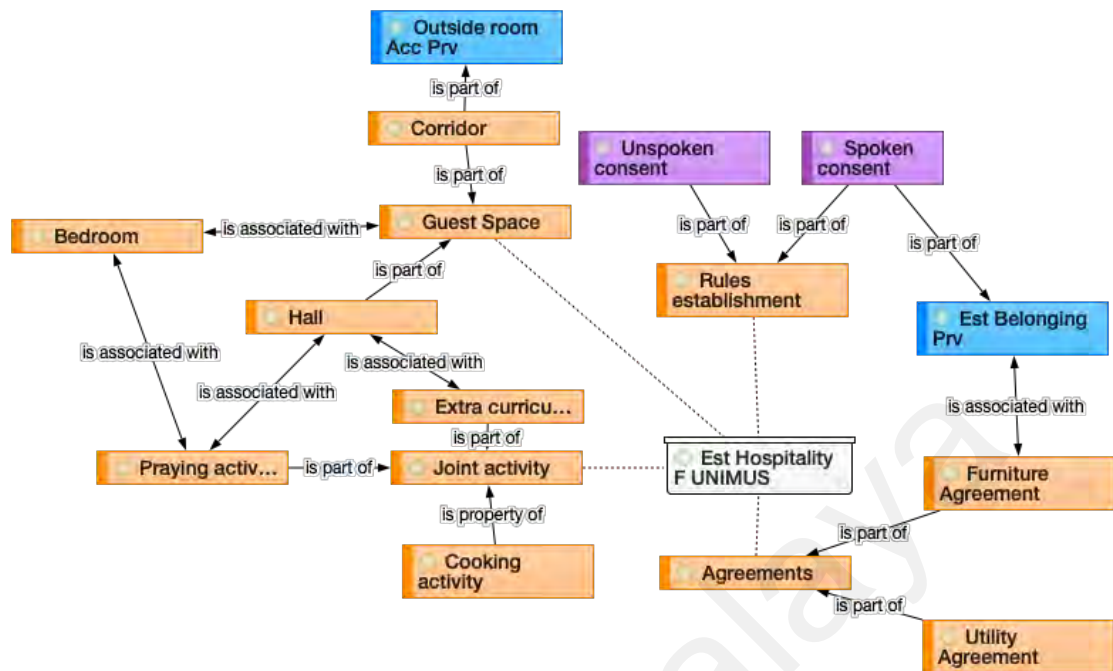 Outside room
Acc Prv
is part of
Corridor
is part of
Unspoken
consent
Spoken
consent
Bedroom
is associated with
Guest Space
is part of
is part of
is part of
is part of
Rules
establishment
Hall
Est Belonging
Prv
is associated with
is associated with
is associated with
Extra curricu...
is associated with
is part of
Praying activ...
is part of
Joint activity
Est Hospitality
F UNIMUS
Furniture
Agreement
is property of
is part of
Cooking
activity
Agreements
is part of
Utility
Agreement
alaya